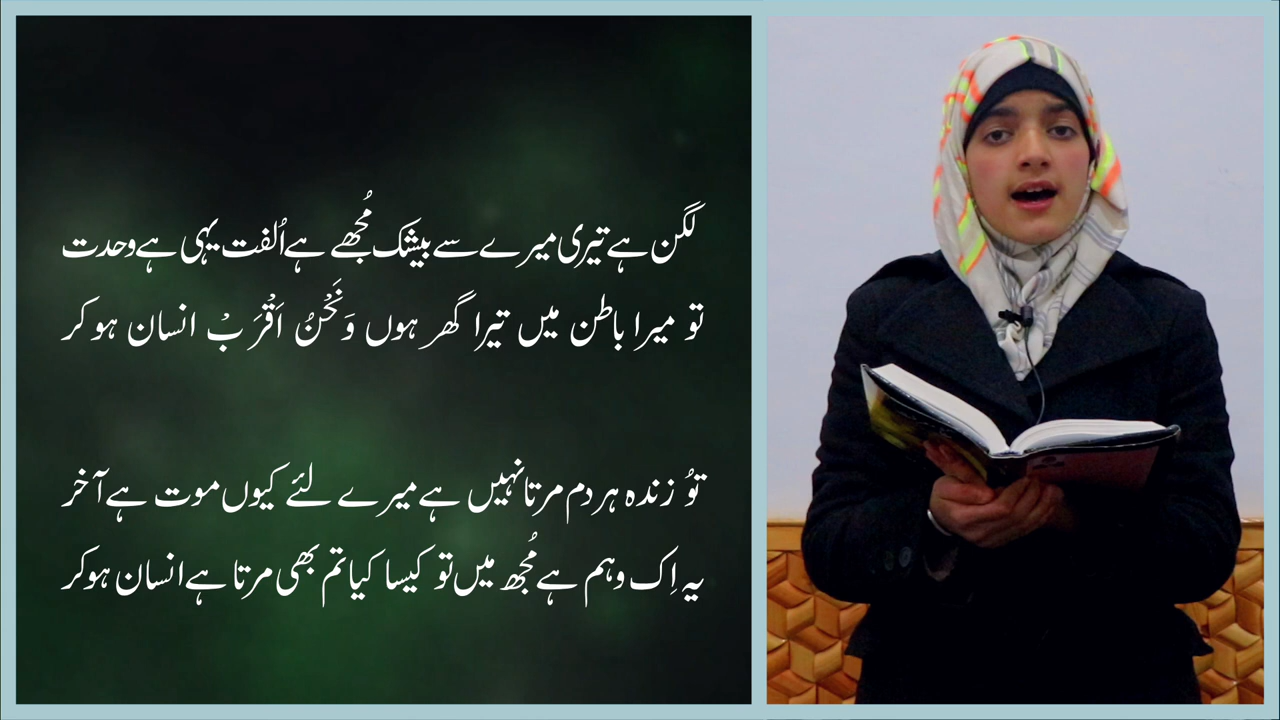 لگن ہے تیری میرے سے بیشک مُجھے ہے اُلفت یہی ہے وحدت
تو میرا باطن میں تیرا گھر ہوں وَنَحْنُ اَقْرَبْ انسان ہو کر
توُ زندہ ہر دم مرتا نہیں ہے میرے لئے کیوں موت ہے آخر
یہ اِک وہم ہے مُجھ میں تو کیسا کیا تم بھی مرتا ہے انسان ہو کر